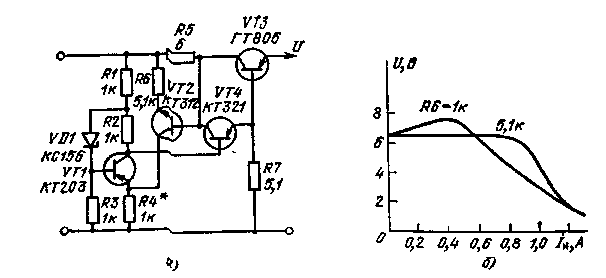 R5
6
VT3
ГТ806
U
R1
1к
R6
5,1к
VT2
КТ312
VT4
КТ321
R2
1к
VD1
КС156
VT1
КТ203
R3
1к
R4*
1к
R7
5,1
а)
U,В
8
6
4
2
0
R6=1к
5,1к
0,2 0,4 0,6 0,8 1,0 Iн,А
б)